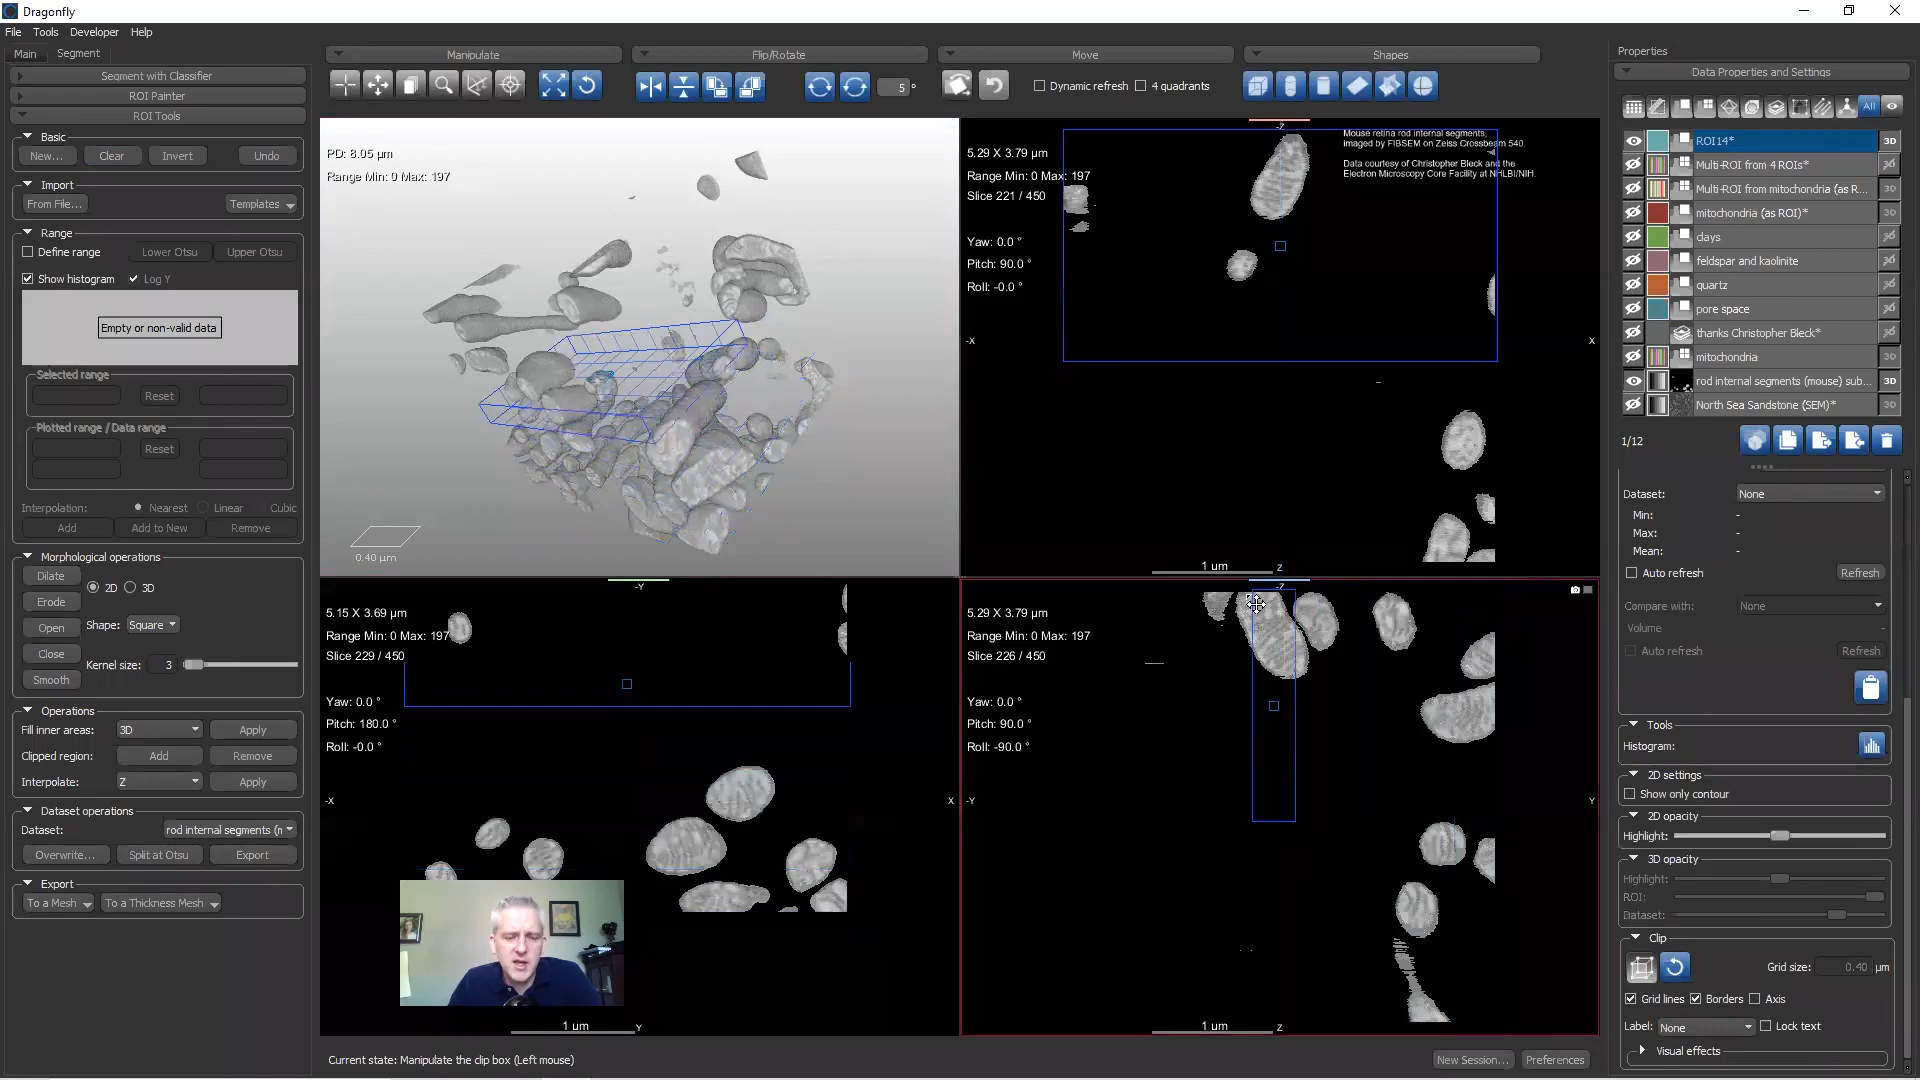 Dragonfly
File Tools Developer Help
Main Segment
Segment with Classifier
ROI Painter
ROI Tools
Basic
New... Clear Invert Undo
Import
From File... Templates
Range
Define range Lower Otsu Upper Otsu
Show histogram Log Y
Empty or non-valid data
Selected range
Reset
Plotted range / Data range
Reset
Interpolation: Nearest Linear Cubic
Add Add to New Remove
Morphological operations
Dilate 2D 3D
Erode
Open Shape: Square
Close Kernel size: 3
Smooth
Operations
Fill inner areas: 3D Apply
Clipped region: Add Remove
Interpolate: Z Apply
Dataset operations
Dataset: rod internal segments (r
Overwrite... Split at Otsu Export
Export
To a Mesh To a Thickness Mesh
Manipulate Flip/Rotate Move Shapes
5 °
Dynamic refresh 4 quadrants
PD: 8.05 µm
Range Min: 0 Max: 197
0.40 µm
-Z
5.29 X 3.79 µm
Range Min: 0 Max: 197
Slice 221 / 450
Yaw: 0.0 °
Pitch: 90.0 °
Roll: -0.0 °
Mouse retina rod internal segments,
imaged by FIBSEM on Zeiss Crossbeam 540.
Data courtesy of Christopher Bleck and the
Electron Microscopy Core Facility at NHLBI/NIH.
-X X
1 um Z
-Y
5.15 X 3.69 µm
Range Min: 0 Max: 197
Slice 229 / 450
Yaw: 0.0 °
Pitch: 180.0 °
Roll: -0.0 °
-X X
1 um Y
-Z
5.29 X 3.79 µm
Range Min: 0 Max: 197
Slice 226 / 450
Yaw: 0.0 °
Pitch: 90.0 °
Roll: -90.0 °
-Y Y
1 um Z
Current state: Manipulate the clip box (Left mouse)
New Session... Preferences
Properties
Data Properties and Settings
All
ROI14* 3D
Multi-ROI from 4 ROIs*
Multi-ROI from mitochondria (as R... 3D
mitochondria (as ROI)* 3D
clays
feldspar and kaolinite
quartz
pore space
thanks Christopher Bleck*
mitochondria 3D
rod internal segments (mouse) sub... 3D
North Sea Sandstone (SEM)* 3D
1/12
Dataset: None
Min: -
Max: -
Mean: -
Auto refresh Refresh
Compare with: None
Volume -
Auto refresh Refresh
Tools
Histogram:
2D settings
Show only contour
2D opacity
Highlight:
3D opacity
Highlight:
ROI:
Dataset:
Clip
Grid size: 0.40 µm
Grid lines Borders Axis
Label: None Lock text
Visual effects